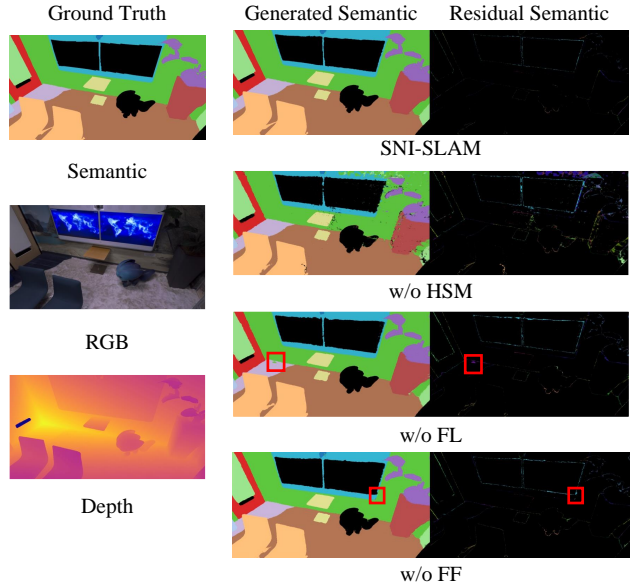 Ground Truth
Generated Semantic
Residual Semantic
SNI-SLAM
Semantic
w/o HSM
RGB
w/o FL
Depth
w/o FF